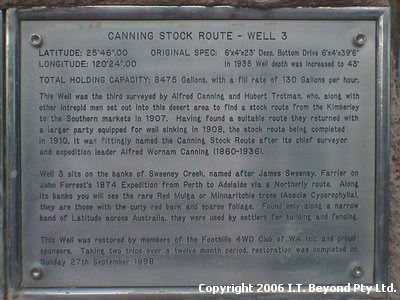 CANNING STOCK ROUTE - WELL 3
LATITUDE: 25°46".00 ORIGINAL SPEC: 6'x4'x23' Deep. Bottom Drive 6'x4'x39'6"
LONGITUDE: 120°24".00 In 1938 Well depth was increased to 43'
TOTAL HOLDING CAPACITY: 8475 Gallons, with a fill rate of 130 Gallons per hour.
This Well was the third surveyed by Alfred Canning and Hubert Trotman, who, along with
other intrepid men set out into this desert area to find a stock route from the Kimberley
to the Southern markets in 1907. Having found a suitable route they returned with
a larger party equipped for well sinking in 1908, the stock route being completed
in 1910, it was fittingly named the Canning Stock Route after its chief surveyor
and expedition leader Alfred Wornam Canning (1860-1936).
Well 3 sits on the banks of Sweeney Creek, named after James Sweeney, Farrier on
John Forrest's 1874 Expedition from Perth to Adelaide via a Northerly route. Along
its banks you will see the rare Red Mulga or Minnaritchie trees (Acacia Cyperophylla),
they are those with the curly red bark and sparse foliage. Found only along a narrow
band of Latitude across Australia, they were used by settlers for building and fencing.
This Well was restored by members of the Foothills 4WD Club of WA Inc. and proud
sponsors. Taking two trips over a twelve month period, restoration was completed on
Sunday 27th September 1998.
Copyright 2006 I.T. Beyond Pty Ltd.